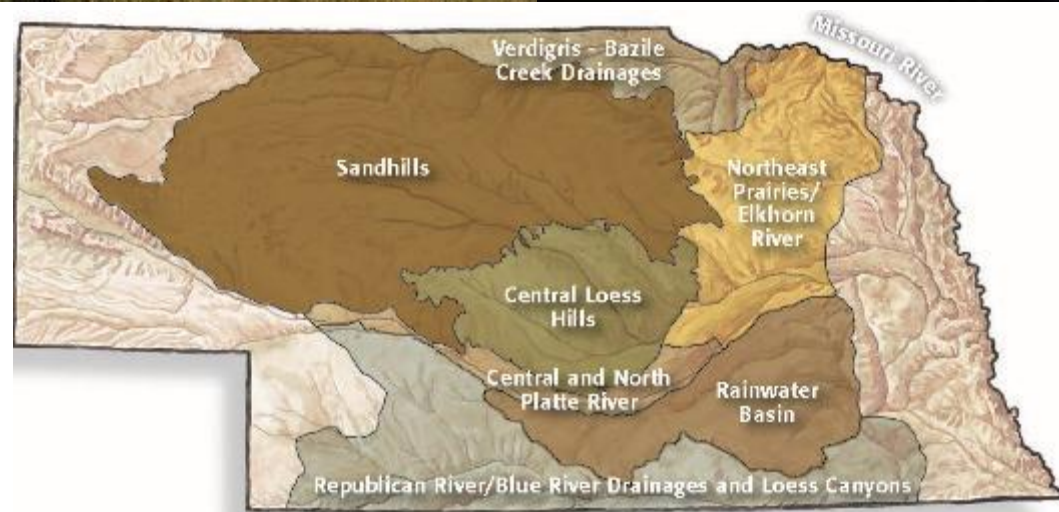 Missouri River
Verdigris - Bazile
Creek Drainages
Sandhills
Northeast
Prairies/
Elkhorn
River
Central Loess
Hills
Central and North
Platte River
Rainwater
Basin
Republican River/Blue River Drainages and Loess Canyons